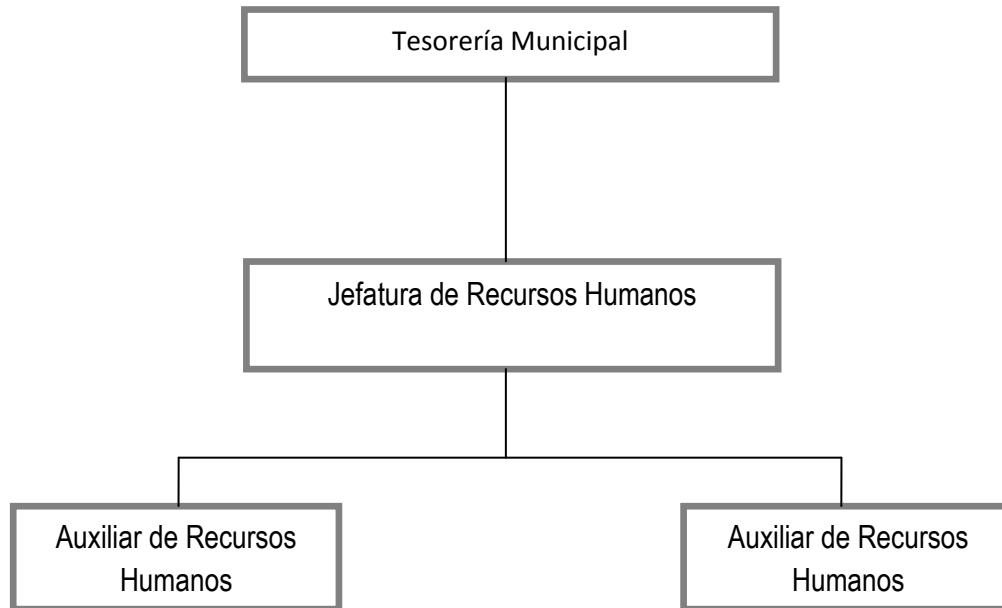 Tesorería Municipal
Jefatura de Recursos Humanos
Auxiliar de Recursos
Humanos
Auxiliar de Recursos
Humanos